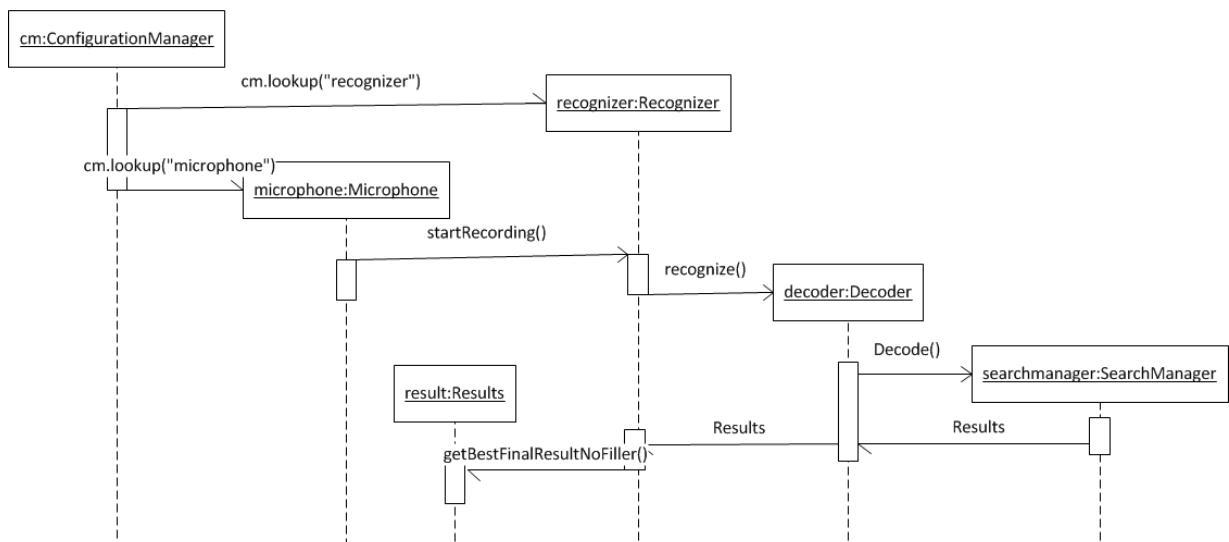 cm:ConfigurationManager
cm.lookup("recognizer")
recognizer:Recognizer
cm.lookup("microphone")
microphone:Microphone
startRecording()
recognize()
decoder:Decoder
Decode()
searchmanager:SearchManager
result:Results
Results
Results
getBestFinalResultNoFiller()